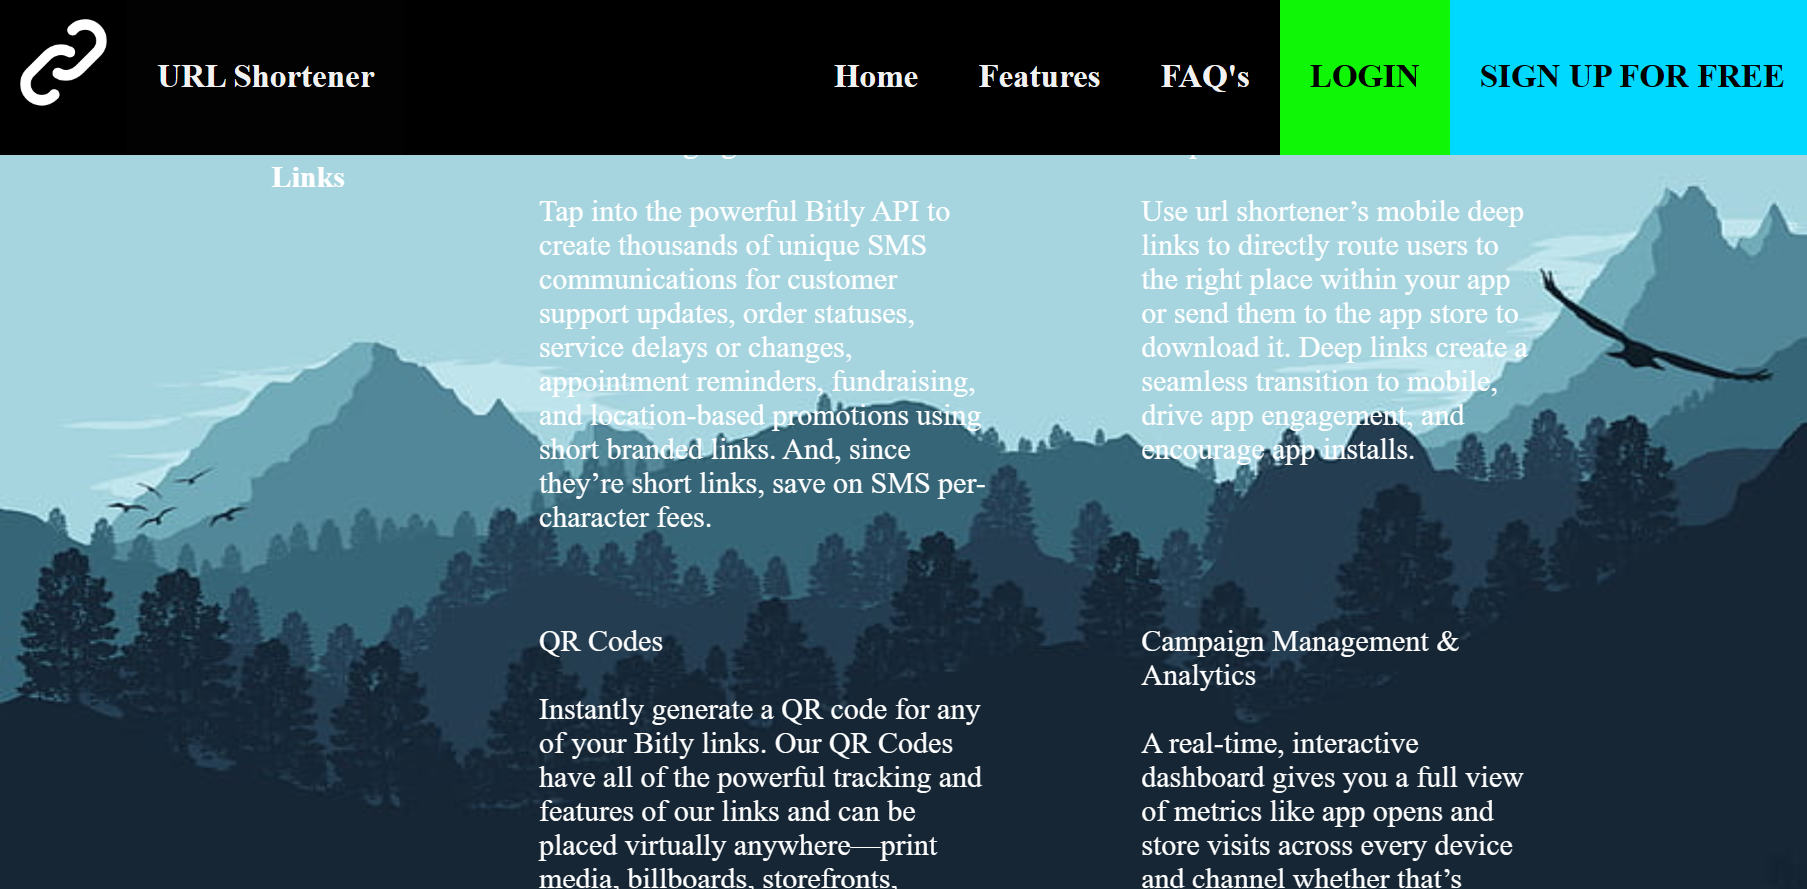 URL Shortener
Home
Features
FAQ's
LOGIN
SIGN UP FOR FREE
Links
Tap into the powerful Bitly API to
create thousands of unique SMS
communications for customer
support updates, order statuses,
service delays or changes,
appointment reminders, fundraising,
and location-based promotions using
short branded links. And, since
they’re short links, save on SMS per-
character fees.
Use url shortener’s mobile deep
links to directly route users to
the right place within your app
or send them to the app store to
download it. Deep links create a
seamless transition to mobile,
drive app engagement, and
encourage app installs.
QR Codes
Instantly generate a QR code for any
of your Bitly links. Our QR Codes
have all of the powerful tracking and
features of our links and can be
placed virtually anywhere—print
media, billboards, storefronts,
Campaign Management &
Analytics
A real-time, interactive
dashboard gives you a full view
of metrics like app opens and
store visits across every device
and channel whether that’s